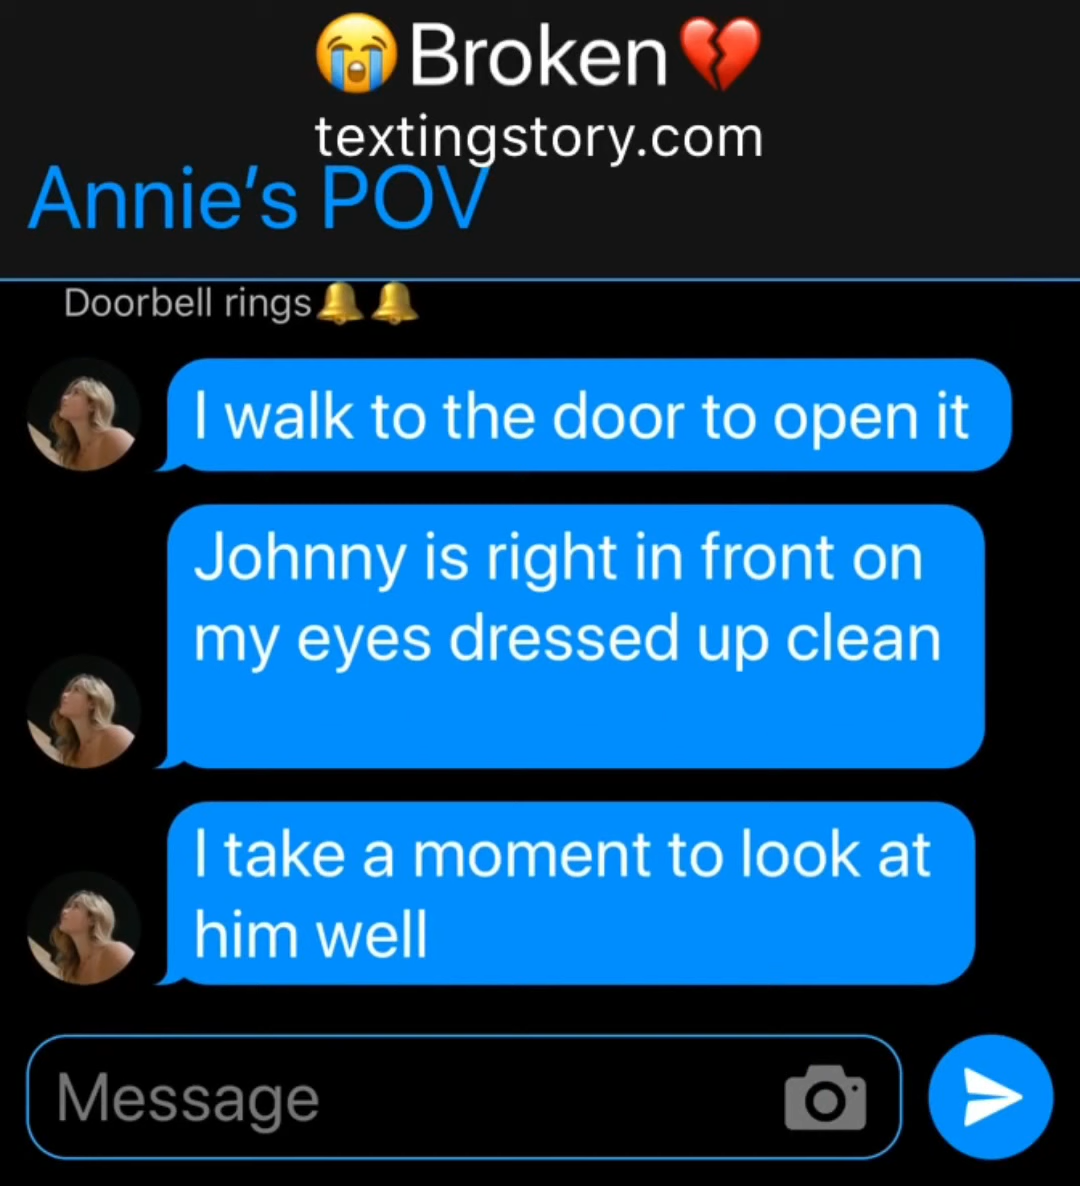 😭Broken💔
textingstory.com
Annie's POV
Doorbell rings🔔🔔
I walk to the door to open it
Johnny is right in front on
my eyes dressed up clean
I take a moment to look at
him well
Message